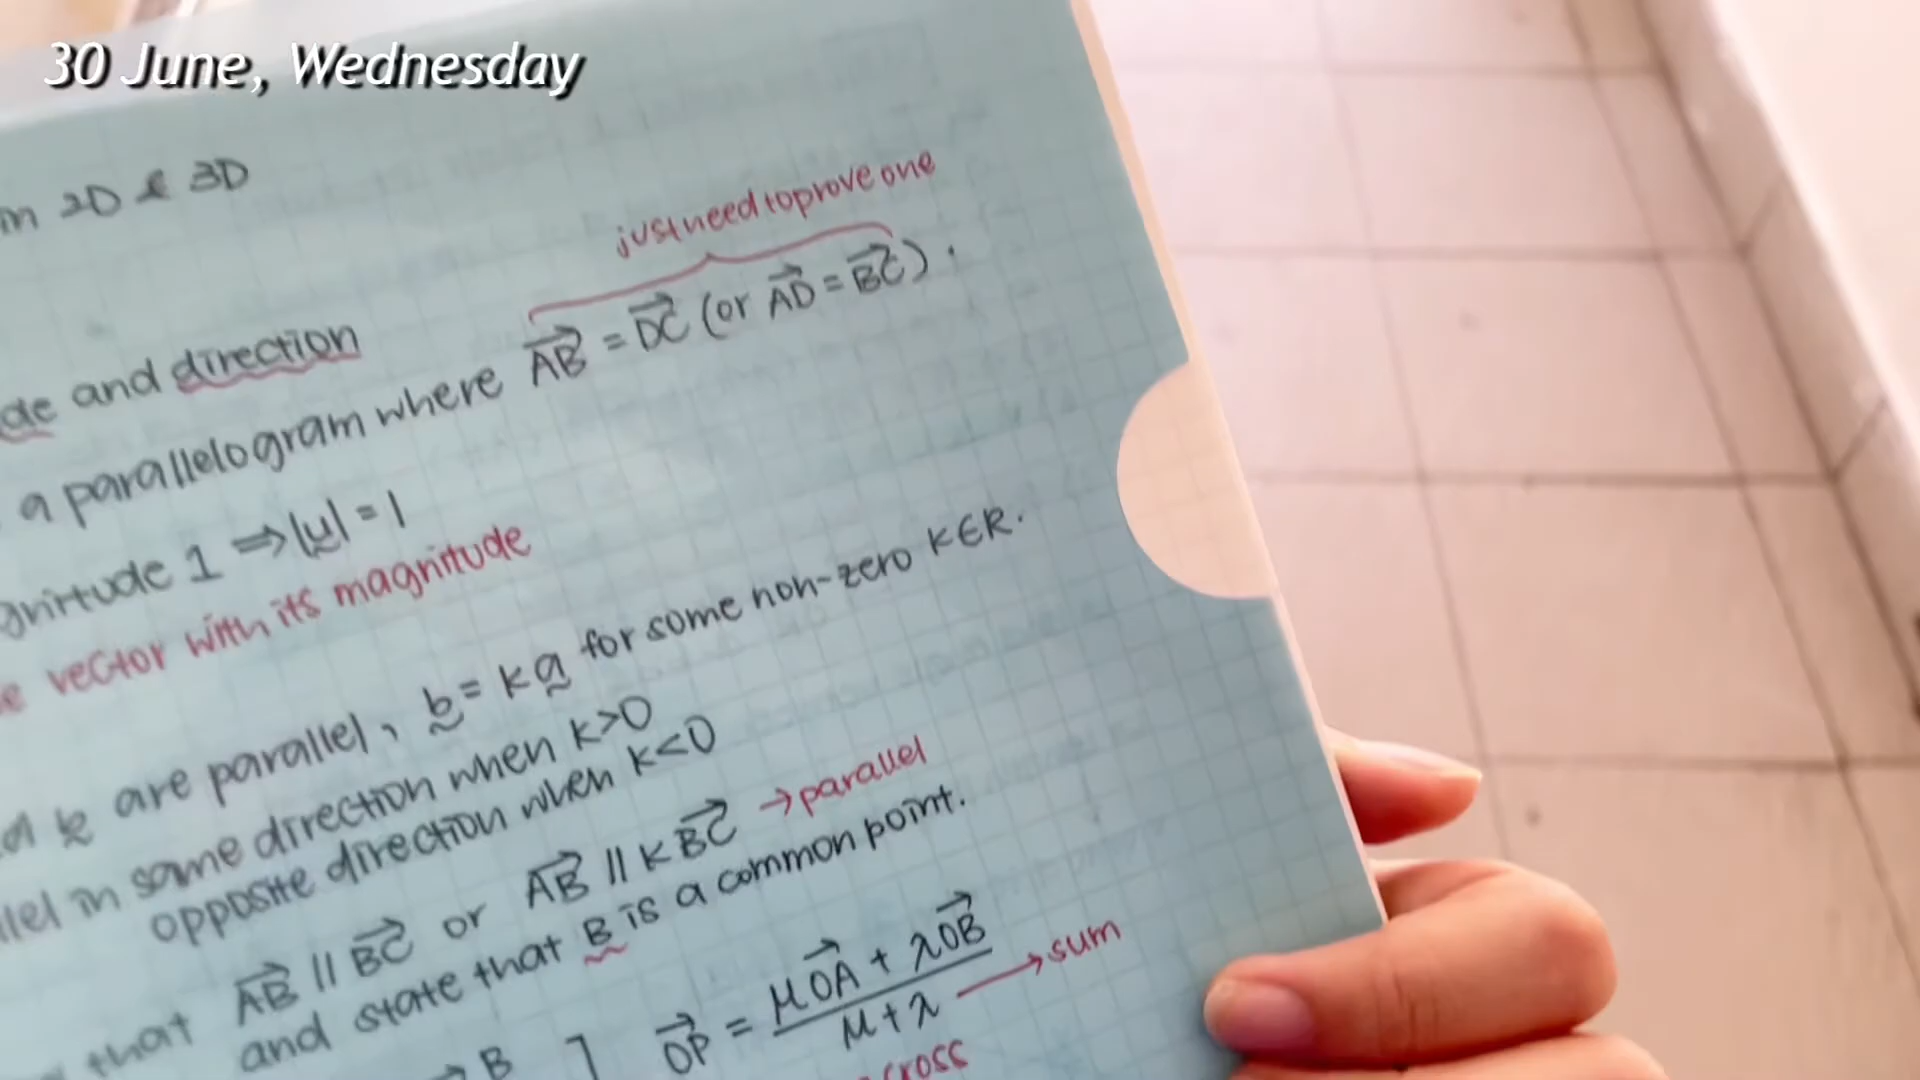 30 June, Wednesday
in 2D & 3D
just need to prove one
de and direction
a parallelogram where AB→ = DC→ (or AD→ = BC→).
gnitude 1 ⇒ |u| = 1
e vector with its magnitude
are parallel, b = ka for some non-zero k∈R.
llel in same direction when k>0
opposite direction when k<0
that AB→ // BC→ or AB→ // kBC→ → parallel
and state that B is a common point.
B ] OP→ = (μOA→ + λOB→)/(μ+λ) → sum
cross